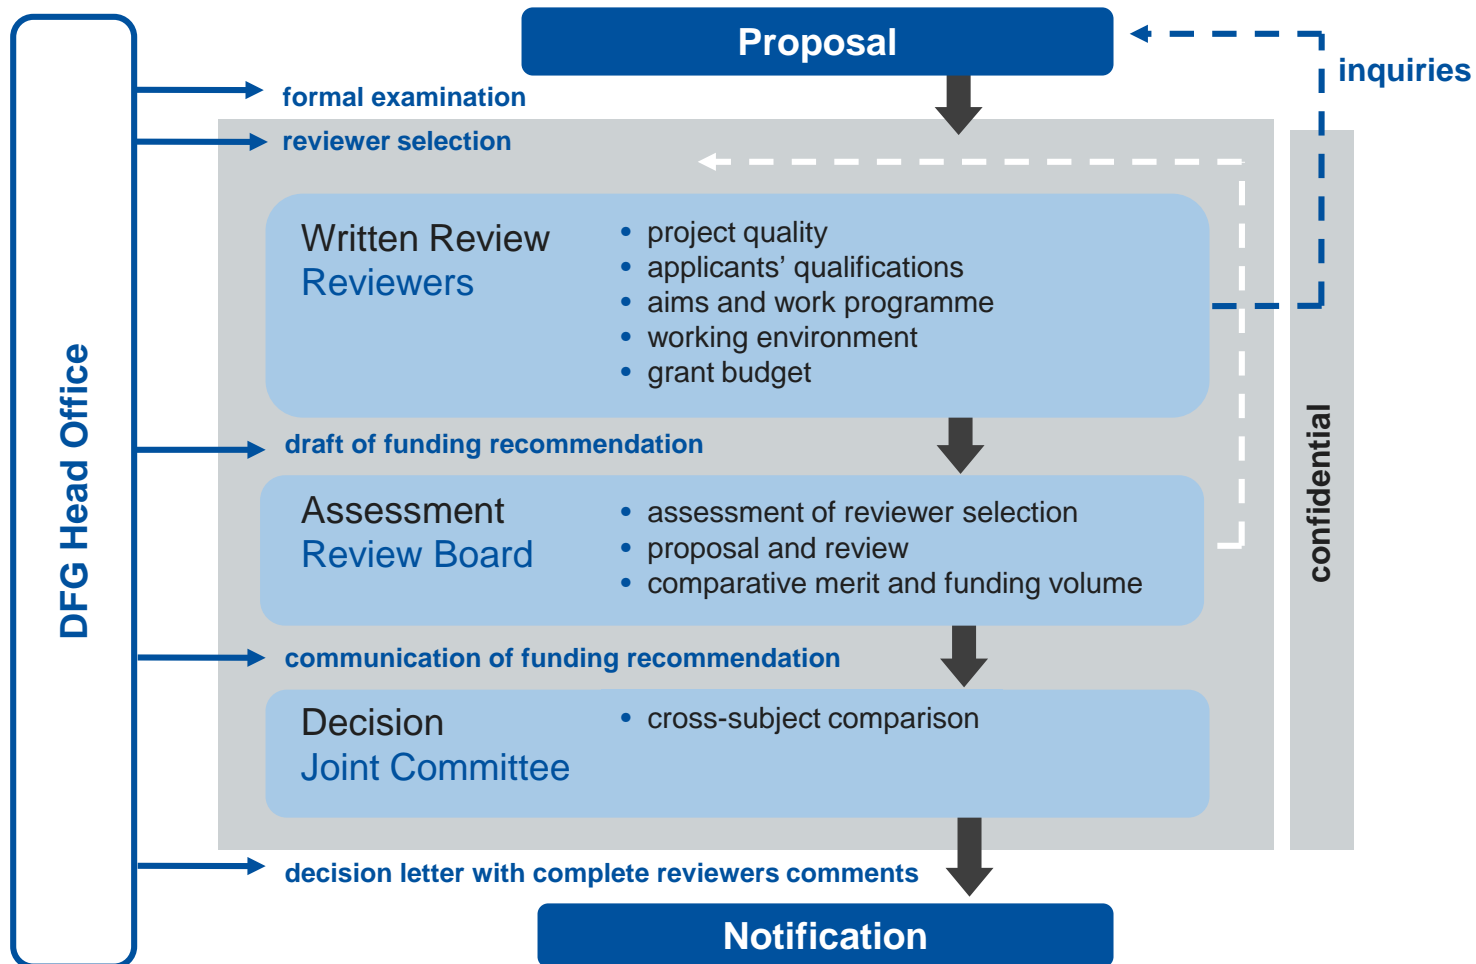 Proposal
inquiries
formal examination
reviewer selection
Written Review
Reviewers
• project quality
• applicants’ qualifications
• aims and work programme
• working environment
• grant budget
DFG Head Office
confidential
draft of funding recommendation
Assessment
Review Board
• assessment of reviewer selection
• proposal and review
• comparative merit and funding volume
communication of funding recommendation
Decision
Joint Committee
• cross-subject comparison
decision letter with complete reviewers comments
Notification